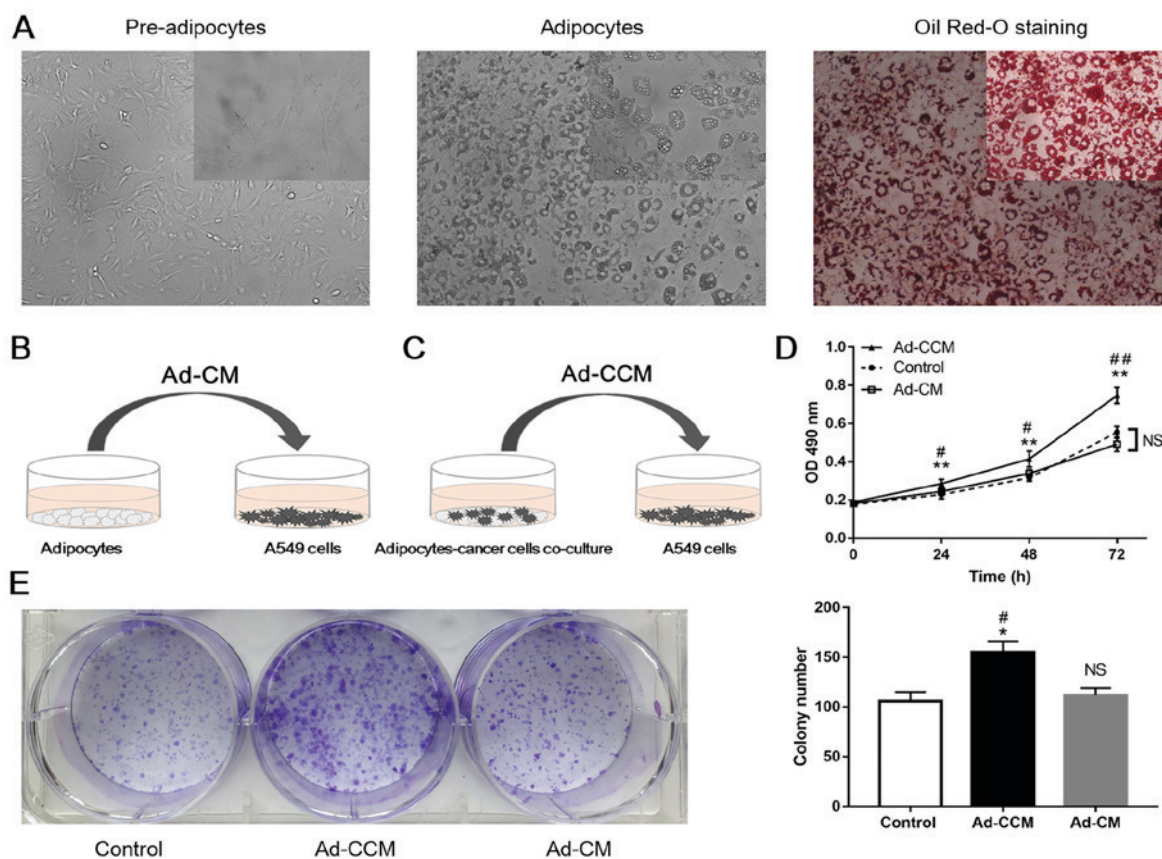 A
Pre-adipocytes
Adipocytes
Oil Red-O staining
B
Ad-CM
Adipocytes
A549 cells
C
Ad-CCM
Adipocytes-cancer cells co-culture
A549 cells
D
Ad-CCM
Control
Ad-CM
OD 490 nm
1.0
0.8
0.6
0.4
0.2
0.0
#
**
#
**
##
**
NS
0
24
48
72
Time (h)
E
Control
Ad-CCM
Ad-CM
Colony number
200
150
100
50
0
#
*
NS
Control
Ad-CCM
Ad-CM